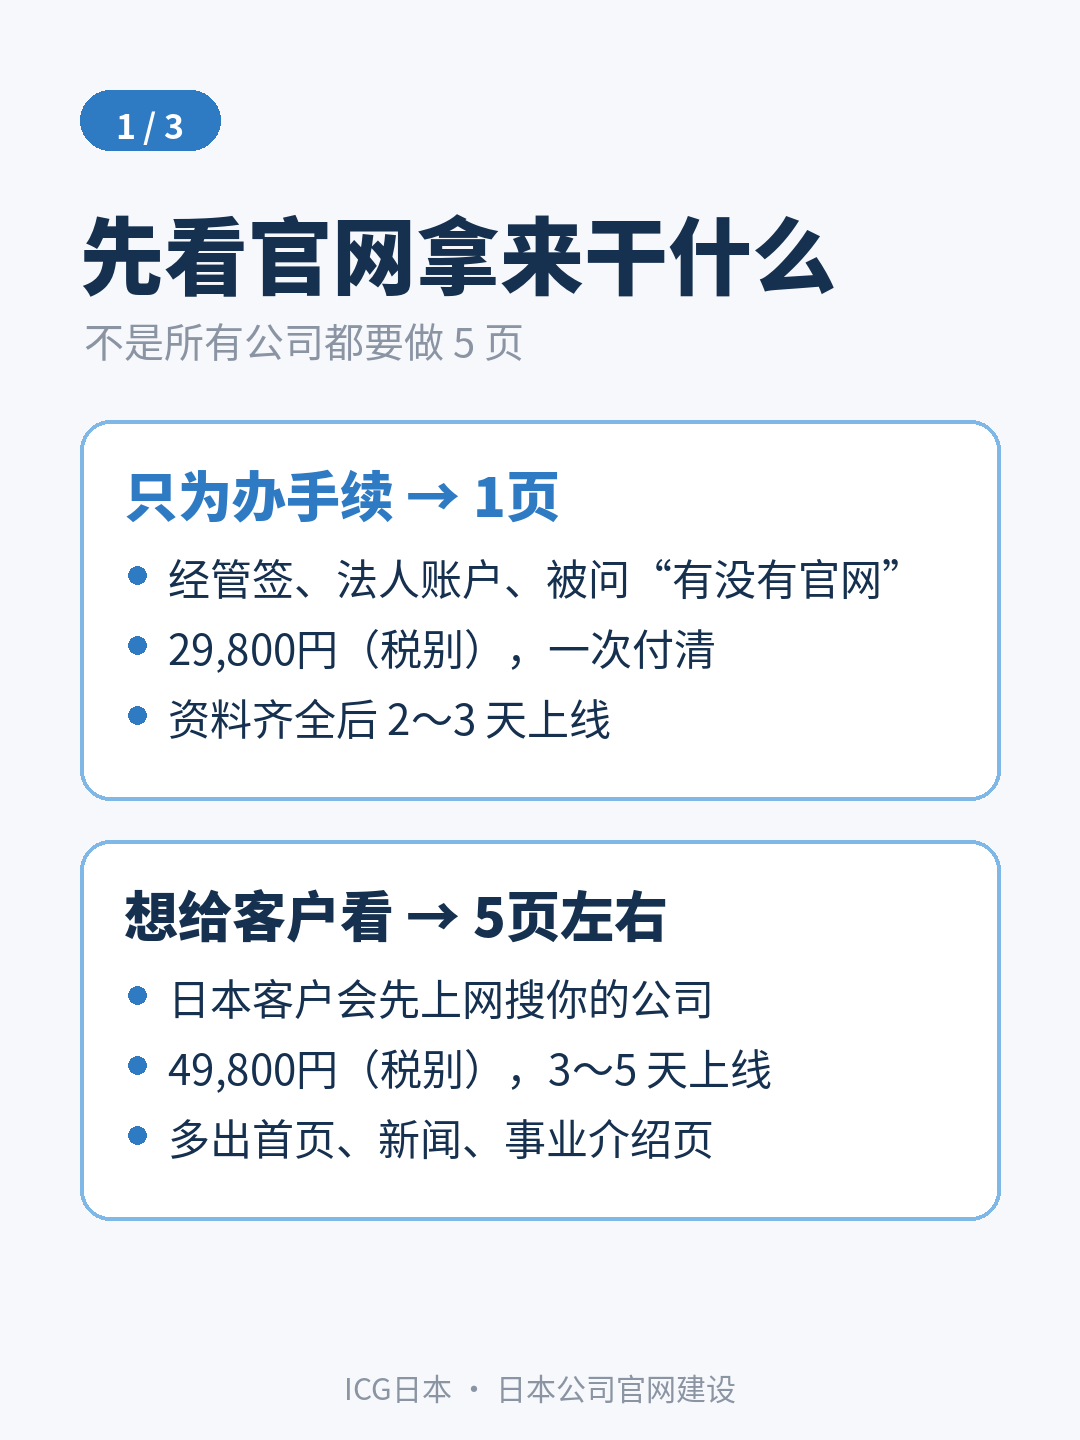 1 / 3
先看官网拿来干什么
不是所有公司都要做 5 页
只为办手续 → 1页
经管签、法人账户、被问“有没有官网”
29,800円（税别），一次付清
资料齐全后 2～3 天上线
想给客户看 → 5页左右
日本客户会先上网搜你的公司
49,800円（税别），3～5 天上线
多出首页、新闻、事业介绍页
ICG日本 · 日本公司官网建设